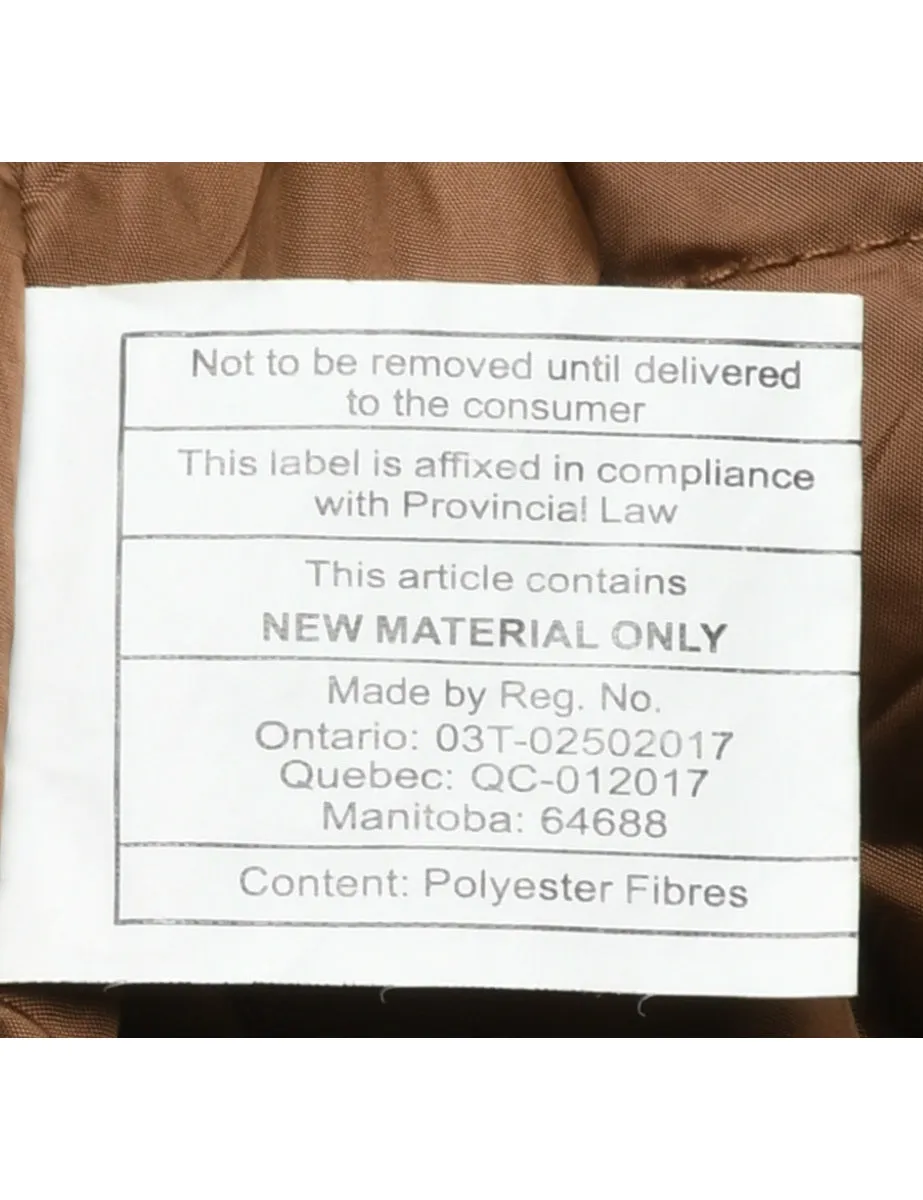 Not to be removed until delivered
to the consumer
This label is affixed in compliance
with Provincial Law
This article contains
NEW MATERIAL ONLY
Made by Reg. No.
Ontario: 03T-02502017
Quebec: QC-012017
Manitoba: 64688
Content: Polyester Fibres